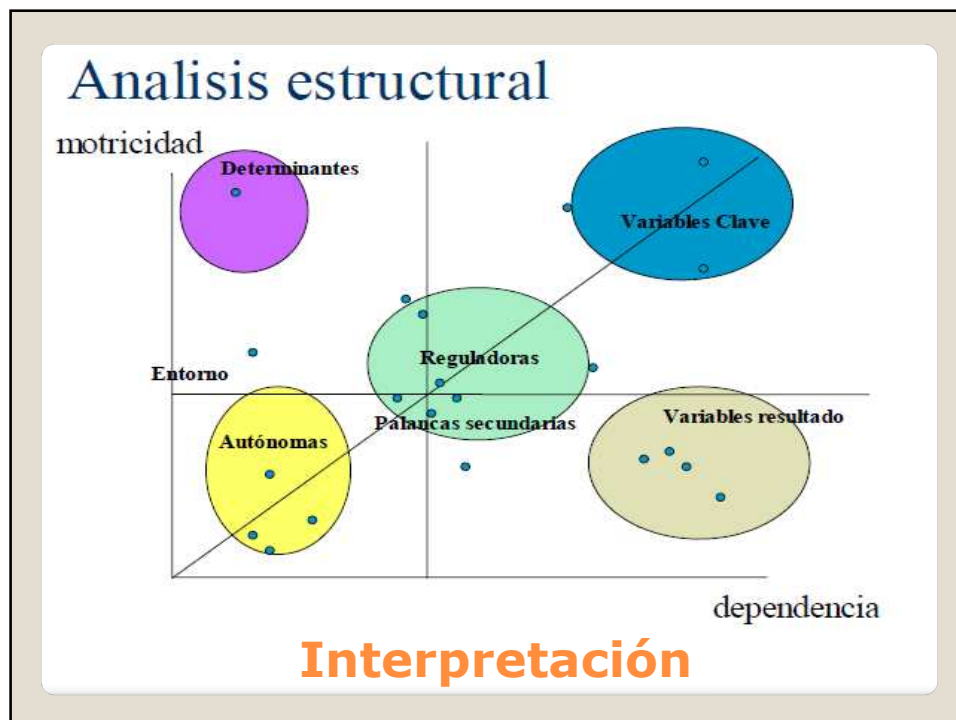 Analisis estructural
motricidad
Determinantes
Variables Clave
Reguladoras
Entorno
Palancas secundarias
Variables resultado
Autónomas
dependencia
Interpretación